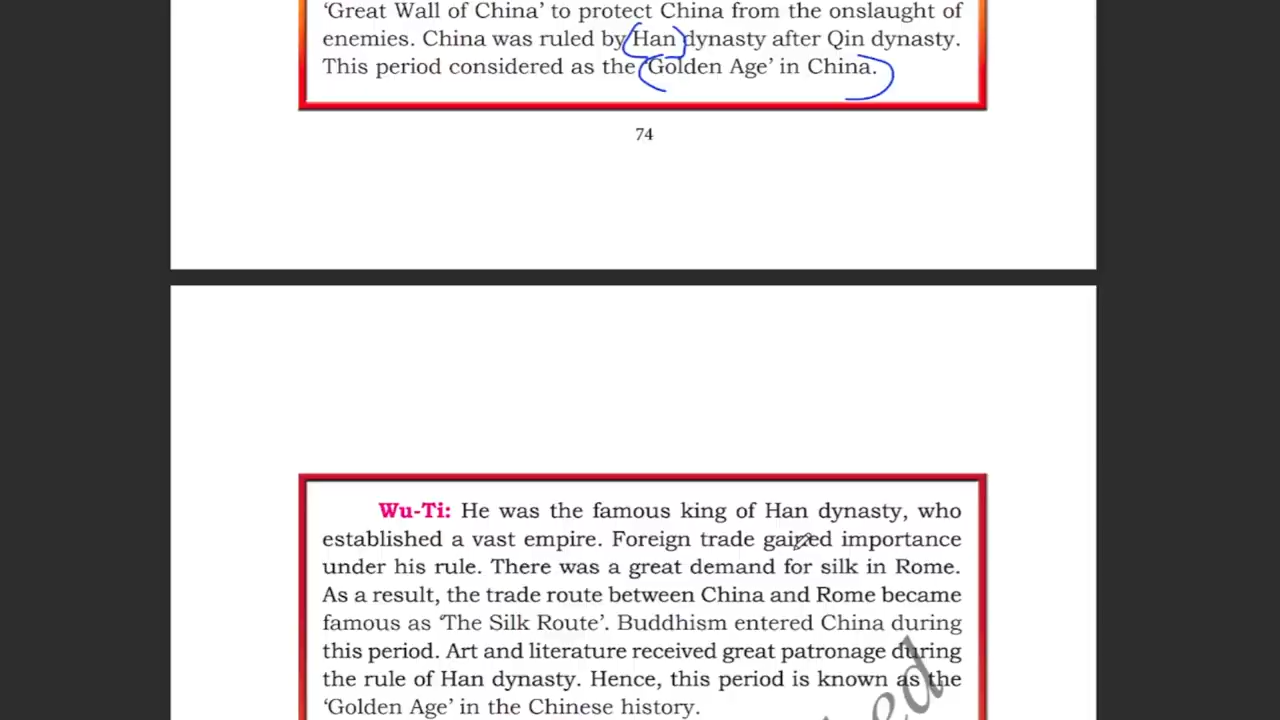 ‘Great Wall of China’ to protect China from the onslaught of
enemies. China was ruled by Han dynasty after Qin dynasty.
This period considered as the ‘Golden Age’ in China.
74
Wu-Ti: He was the famous king of Han dynasty, who
established a vast empire. Foreign trade gained importance
under his rule. There was a great demand for silk in Rome.
As a result, the trade route between China and Rome became
famous as ‘The Silk Route’. Buddhism entered China during
this period. Art and literature received great patronage during
the rule of Han dynasty. Hence, this period is known as the
‘Golden Age’ in the Chinese history.